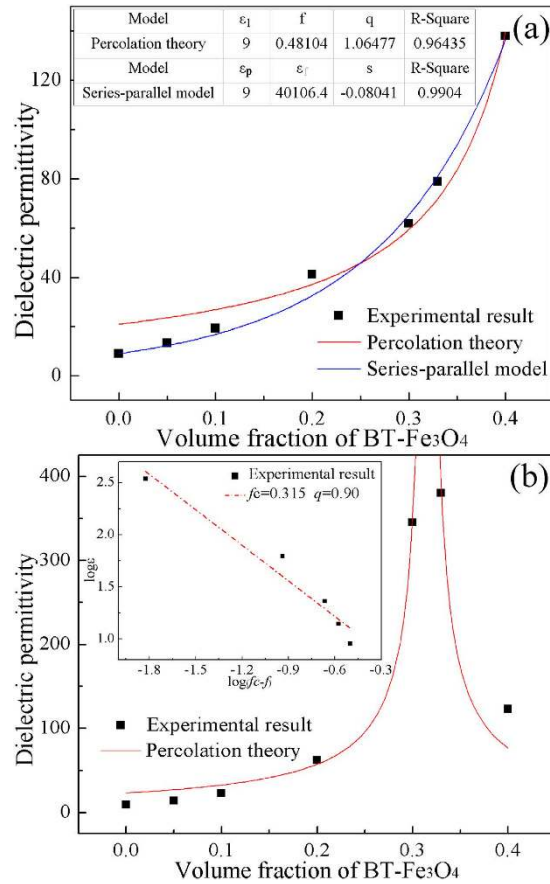 (a)
Model ε1 f q R-Square
Percolation theory 9 0.48104 1.06477 0.96435
Model εp εf s R-Square
Series-parallel model 9 40106.4 -0.08041 0.9904
Dielectric permittivity
120
80
40
0
Experimental result
Percolation theory
Series-parallel model
0.0 0.1 0.2 0.3 0.4
Volume fraction of BT-Fe3O4
(b)
Dielectric permittivity
400
300
200
100
0
Experimental result
fc=0.315 q=0.90
logε
2.5
2.0
1.5
1.0
-1.8 -1.5 -1.2 -0.9 -0.6 -0.3
log(fc-f)
Experimental result
Percolation theory
0.0 0.1 0.2 0.3 0.4
Volume fraction of BT-Fe3O4